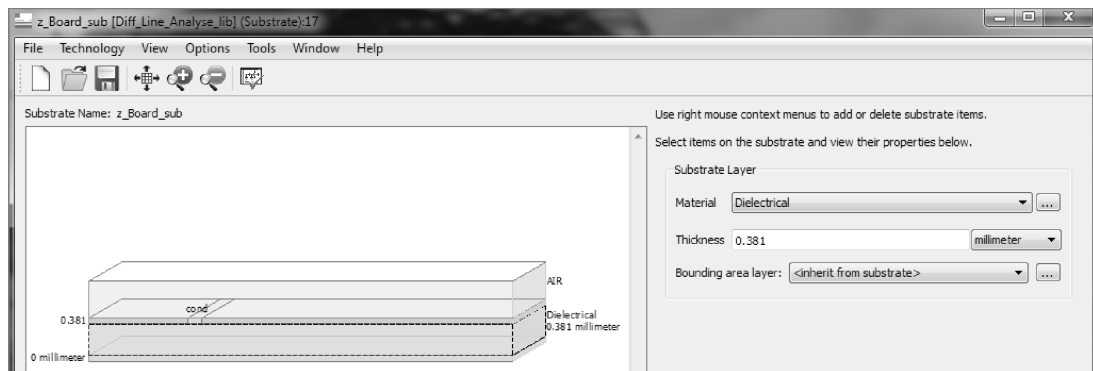 z_Board_sub [Diff_Line_Analyse_lib] (Substrate):17
File Technology View Options Tools Window Help
Substrate Name: z_Board_sub
Use right mouse context menus to add or delete substrate items.
Select items on the substrate and view their properties below.
Substrate Layer
Material Dielectrical ...
Thickness 0.381 millimeter
Bounding area layer: <inherit from substrate> ...
AIR
cond
0.381
Dielectrical
0.381 millimeter
0 millimeter